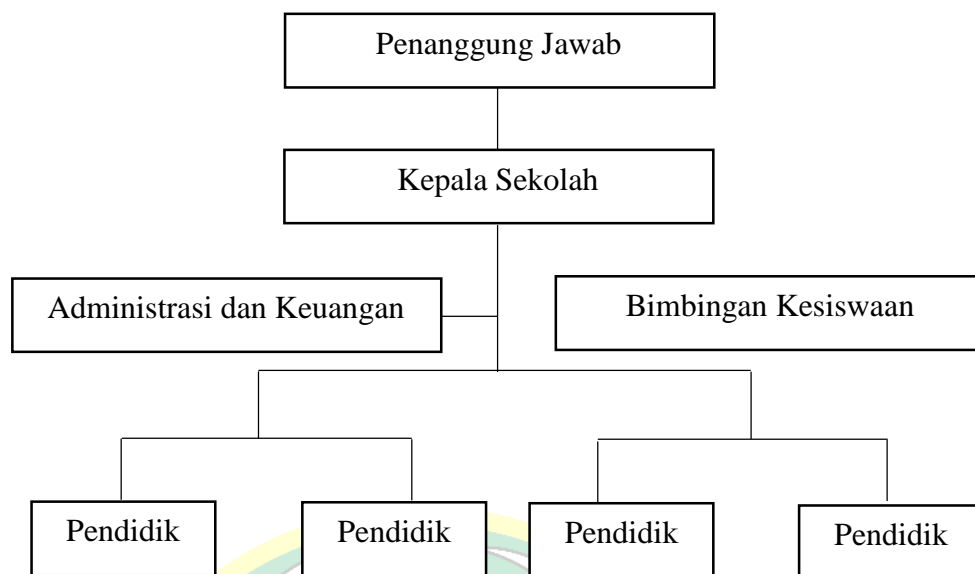 Penanggung Jawab
Kepala Sekolah
Administrasi dan Keuangan
Bimbingan Kesiswaan
Pendidik
Pendidik
Pendidik
Pendidik